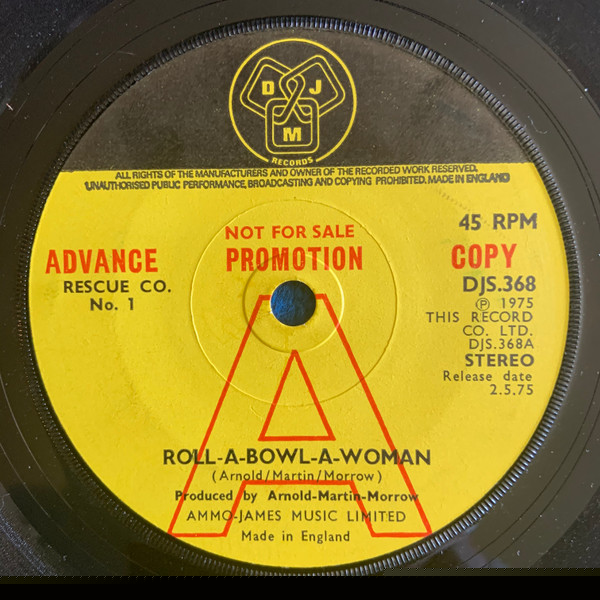 D J
M
RECORDS
ALL RIGHTS OF THE MANUFACTURERS AND OWNER OF THE RECORDED WORK RESERVED.
UNAUTHORISED PUBLIC PERFORMANCE, BROADCASTING AND COPYING PROHIBITED. MADE IN ENGLAND
NOT FOR SALE
45 RPM
ADVANCE PROMOTION COPY
RESCUE CO.
No. 1
DJS.368
Ⓟ 1975
THIS RECORD
CO. LTD.
DJS.368A
STEREO
Release date
2.5.75
A
ROLL-A-BOWL-A-WOMAN
(Arnold/Martin/Morrow)
Produced by Arnold-Martin-Morrow
AMMO-JAMES MUSIC LIMITED
Made in England